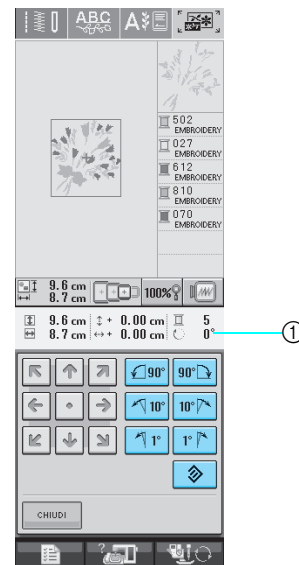 ABC A
502
EMBROIDERY
027
EMBROIDERY
612
EMBROIDERY
810
EMBROIDERY
070
EMBROIDERY
9.6 cm
8.7 cm
100%
9.6 cm + 0.00 cm 5
8.7 cm + 0.00 cm 0°
①
90° 90°
10° 10°
1° 1°
CHIUDI
?